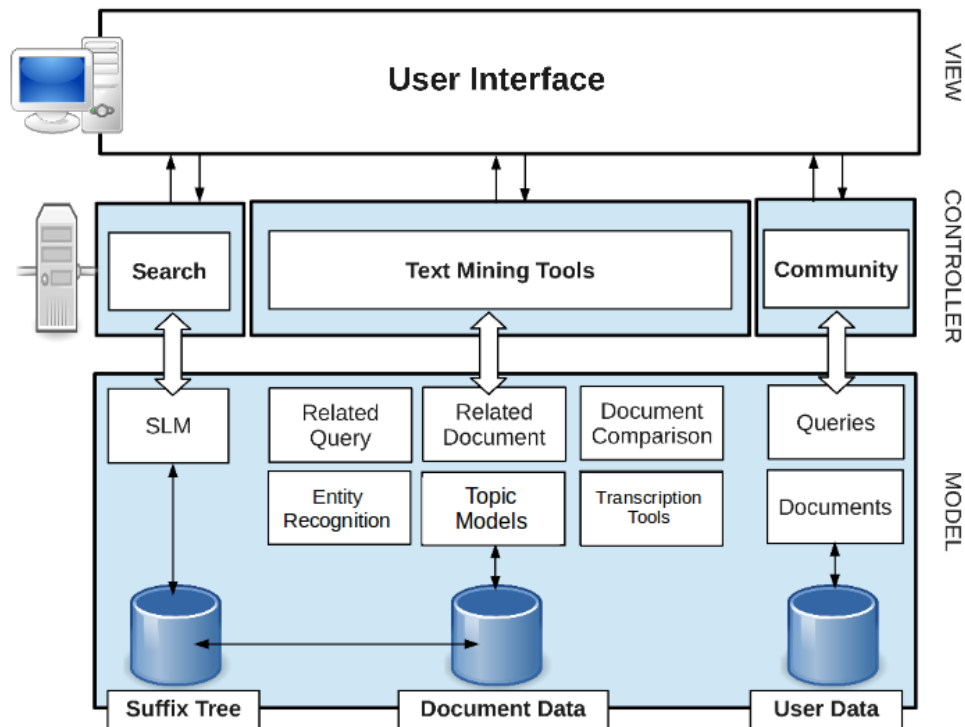 User Interface
VIEW
Search
Text Mining Tools
Community
CONTROLLER
SLM
Related
Query
Related
Document
Document
Comparison
Queries
Entity
Recognition
Topic
Models
Transcription
Tools
Documents
MODEL
Suffix Tree
Document Data
User Data